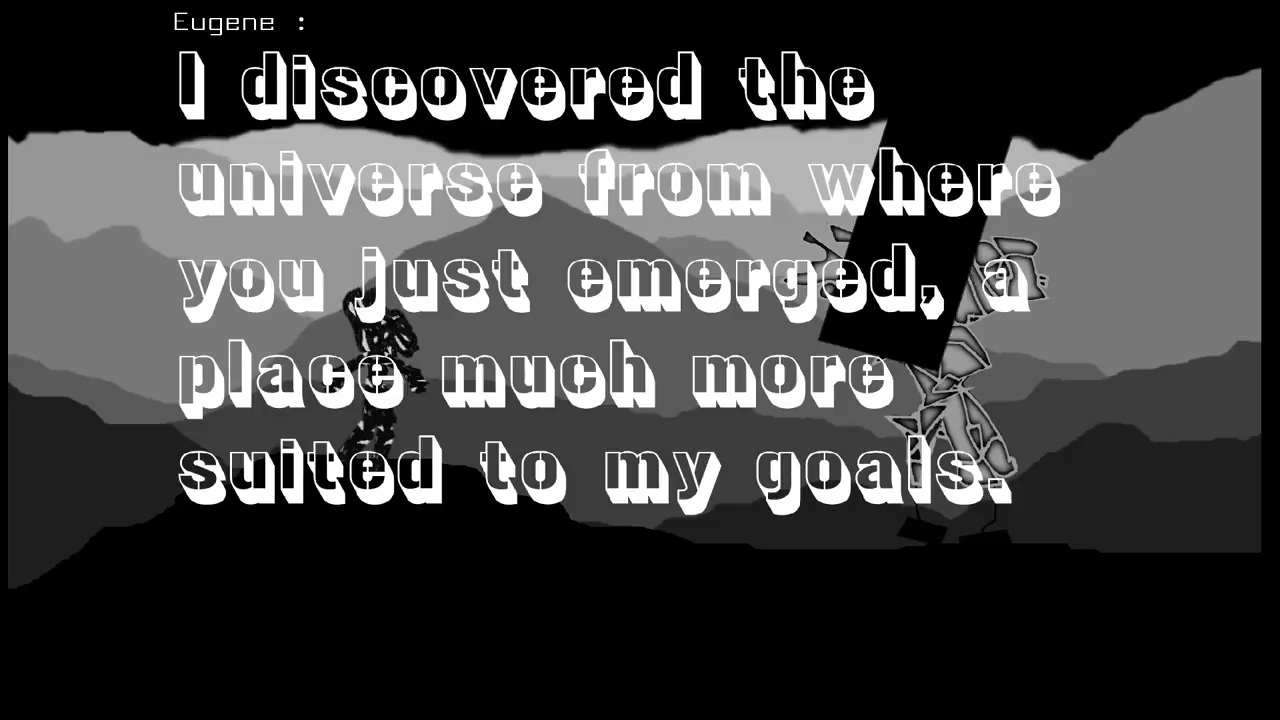 Eugene :
I discovered the
universe from where
you just emerged, a
place much more
suited to my goals.